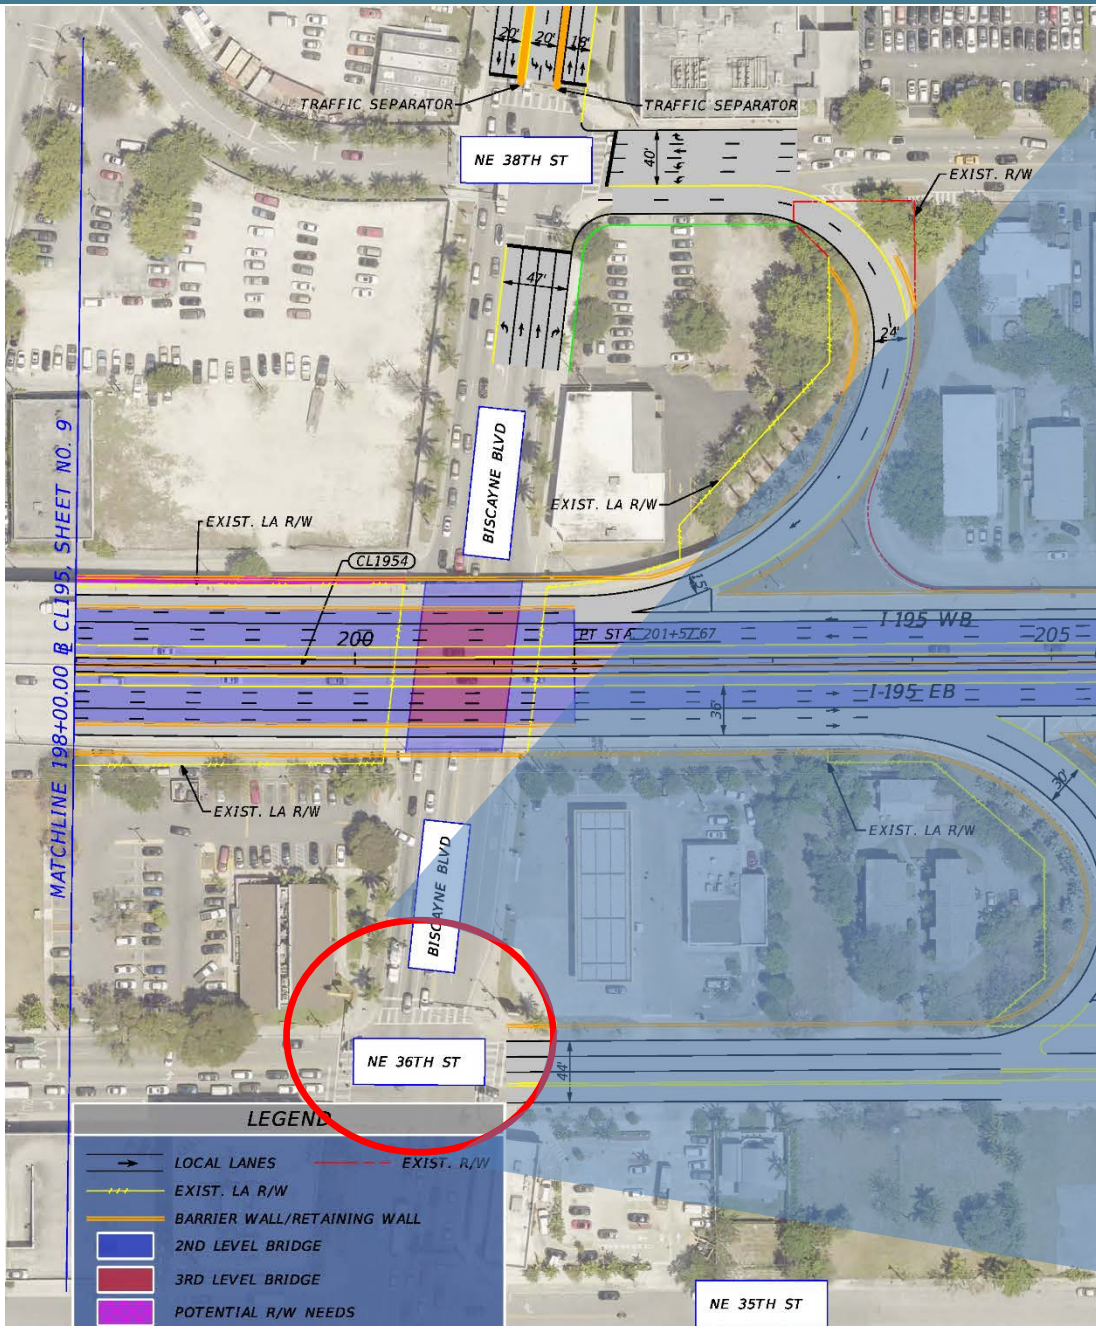 20'
20'
18'
TRAFFIC SEPARATOR
TRAFFIC SEPARATOR
NE 38TH ST
40'
EXIST. R/W
47'
24'
BISCAYNE BLVD
EXIST. LA R/W
EXIST. LA R/W
CL1954
MATCHLINE 198+00.00 @ CL195, SHEET NO. 9
15'
200
PT STA. 201+57.67
I-195 WB
205
I-195 EB
36'
30'
EXIST. LA R/W
EXIST. LA R/W
BISCAYNE BLVD
NE 36TH ST
44'
LEGEND
LOCAL LANES
EXIST. R/W
EXIST. LA R/W
BARRIER WALL/RETAINING WALL
2ND LEVEL BRIDGE
3RD LEVEL BRIDGE
POTENTIAL R/W NEEDS
NE 35TH ST